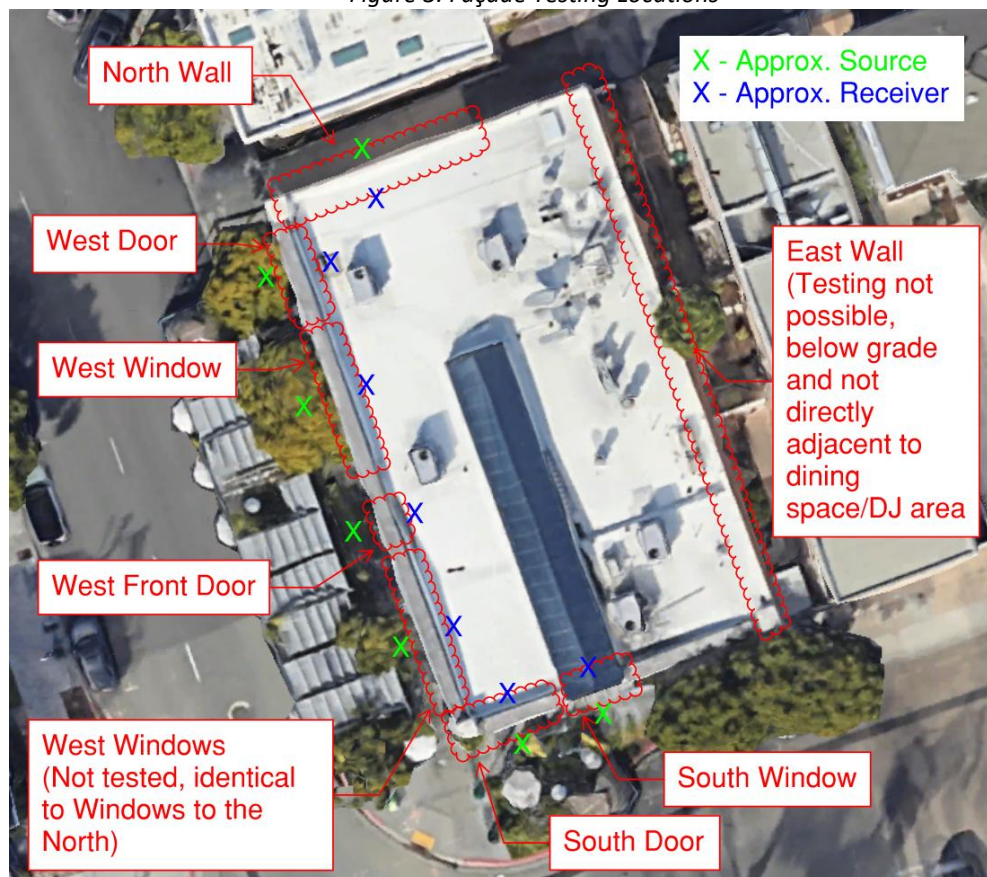 Figure 3. Façade Testing Locations
X - Approx. Source
X - Approx. Receiver
North Wall
West Door
West Window
West Front Door
West Windows
(Not tested, identical
to Windows to the
North)
East Wall
(Testing not
possible,
below grade
and not
directly
adjacent to
dining
space/DJ area
South Window
South Door
X
X
X
X
X
X
X
X
X
X
X
X
X
X